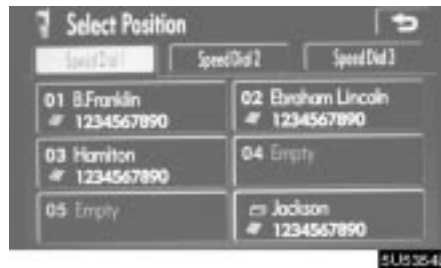 Select Position
Speed Dial 1 Speed Dial 2 Speed Dial 3
01 B.Franklin 02 Ebraham Lincoln
1234567890 1234567890
03 Hamiton 04 Empty
1234567890
05 Empty Jackson
1234567890